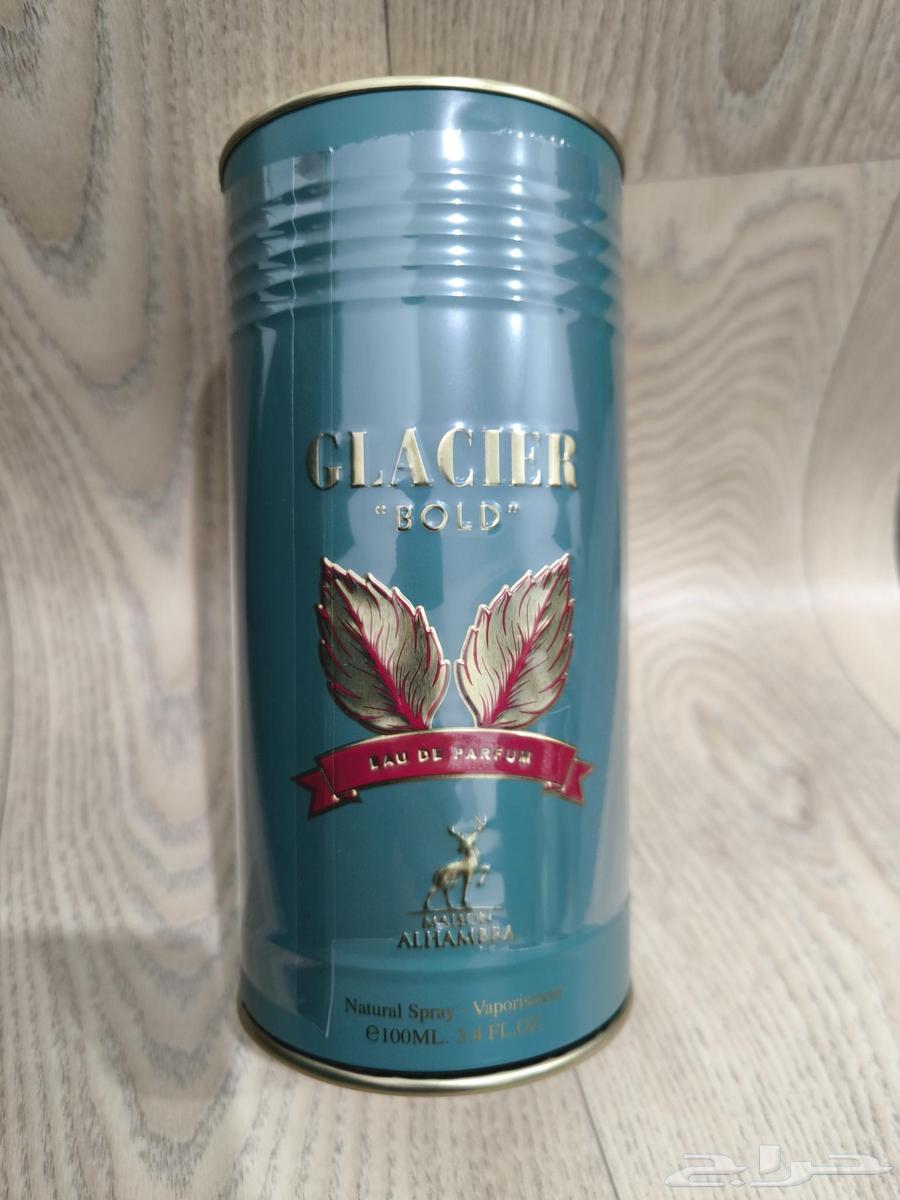 GLACIER
"BOLD"
EAU DE PARFUM
MAISON
ALHAMBRA
Natural Spray - Vaporisateur
℮100ML. 3.4 FL.OZ.
حراج